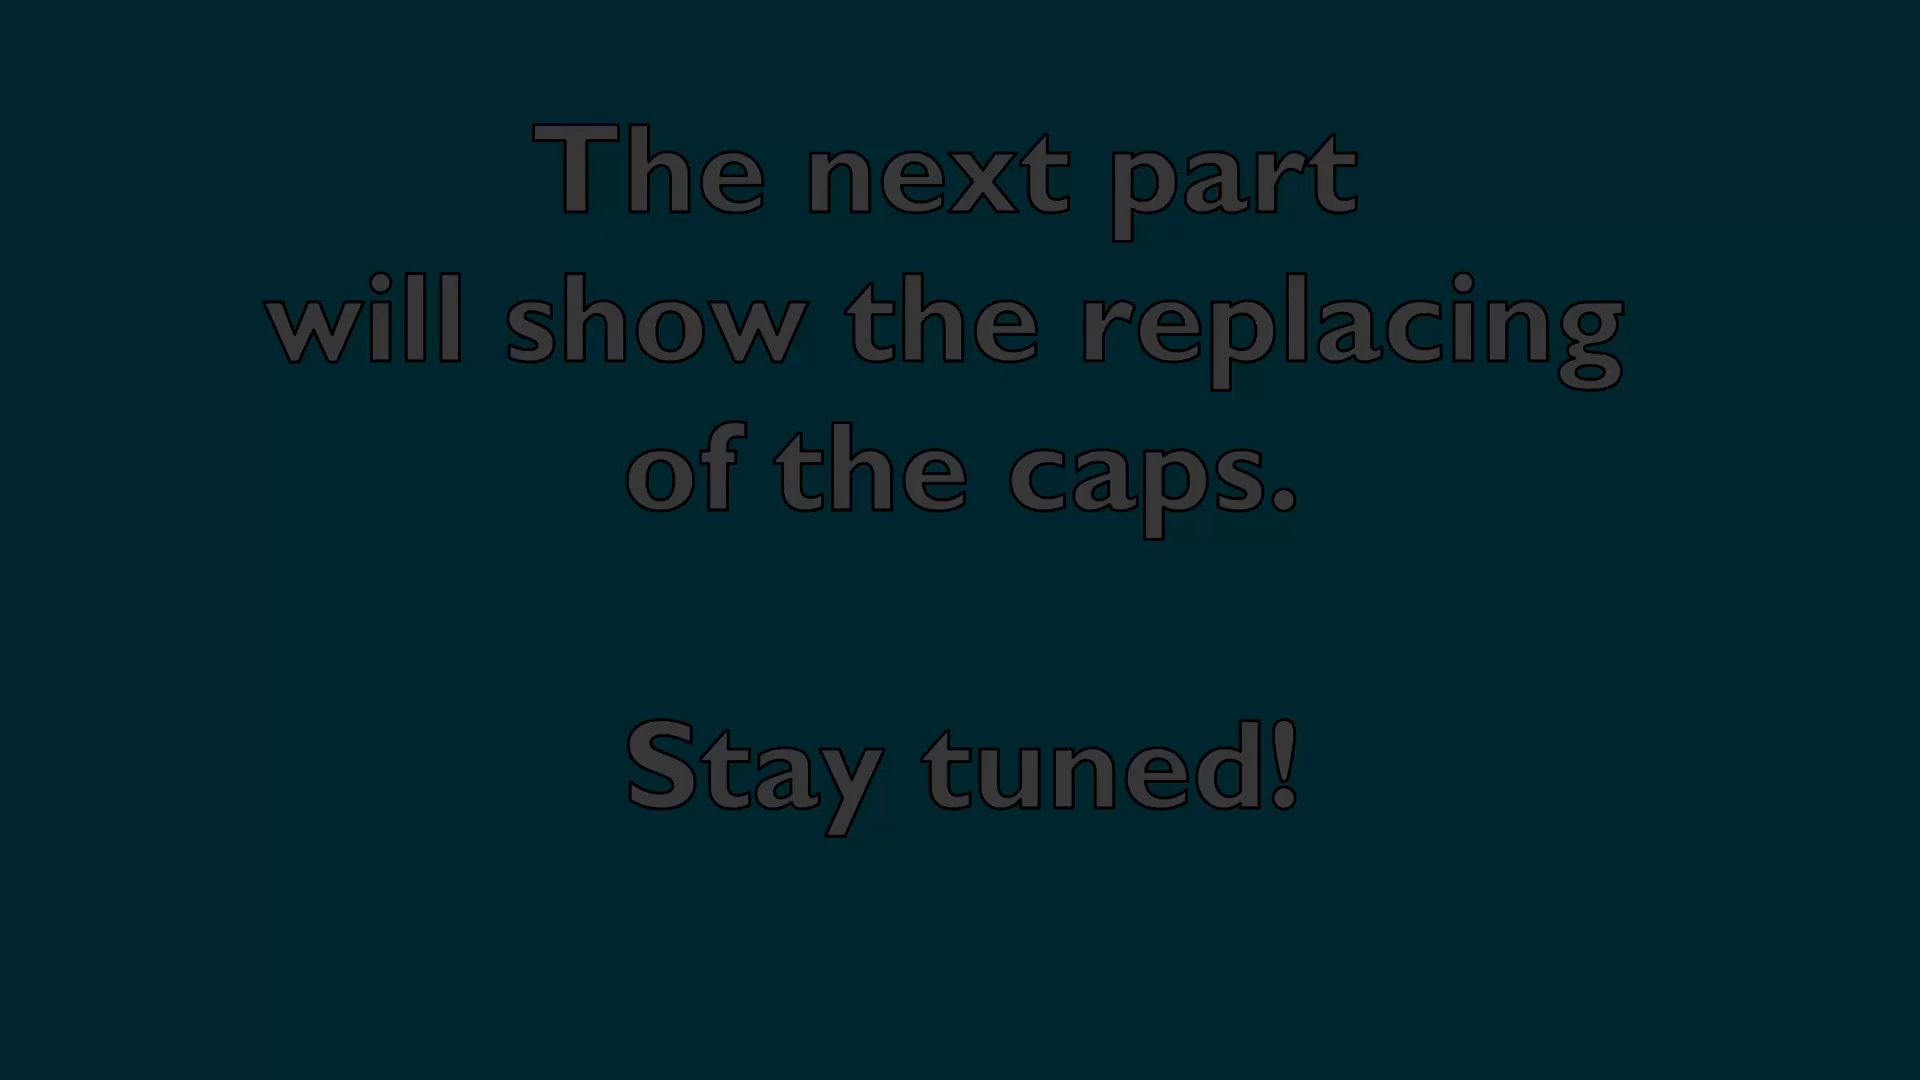 The next part
will show the replacing
of the caps.
Stay tuned!